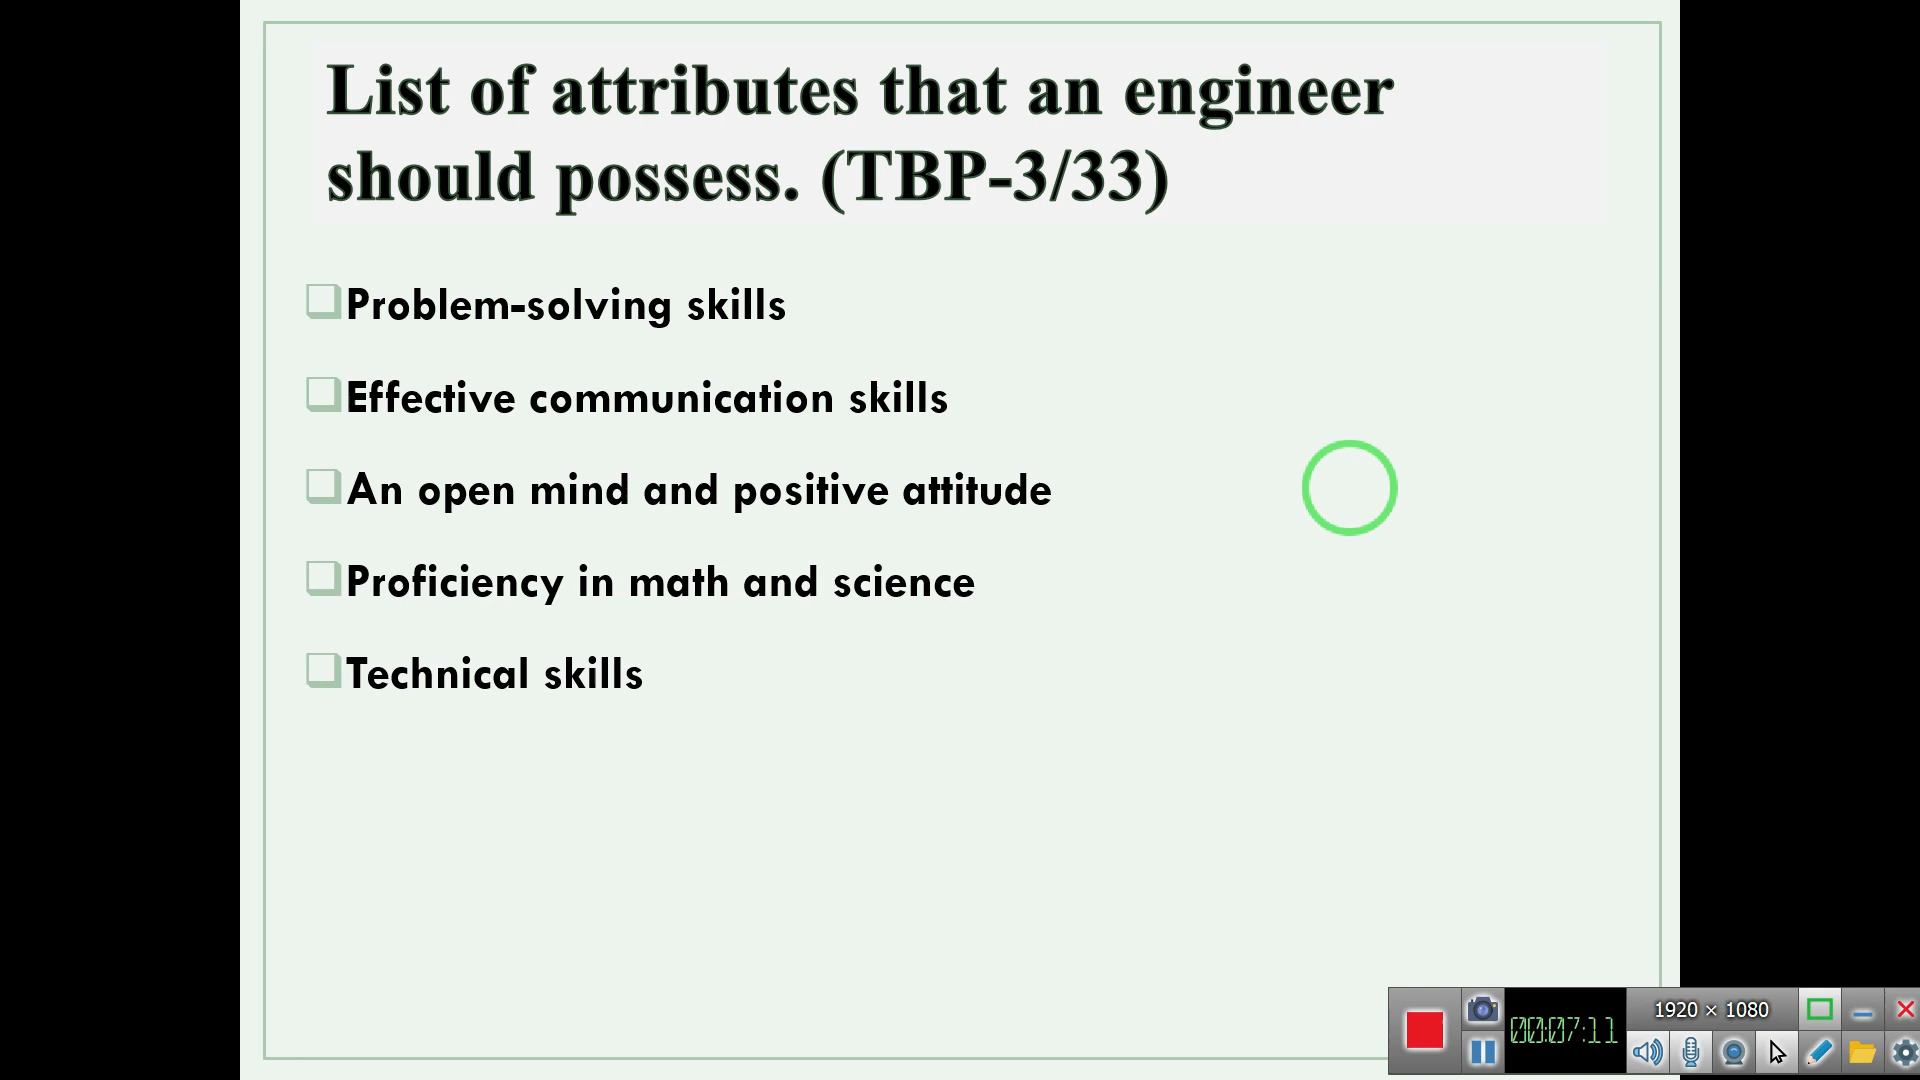 List of attributes that an engineer
should possess. (TBP-3/33)
Problem-solving skills
Effective communication skills
An open mind and positive attitude
Proficiency in math and science
Technical skills
1920 × 1080
00:07:11